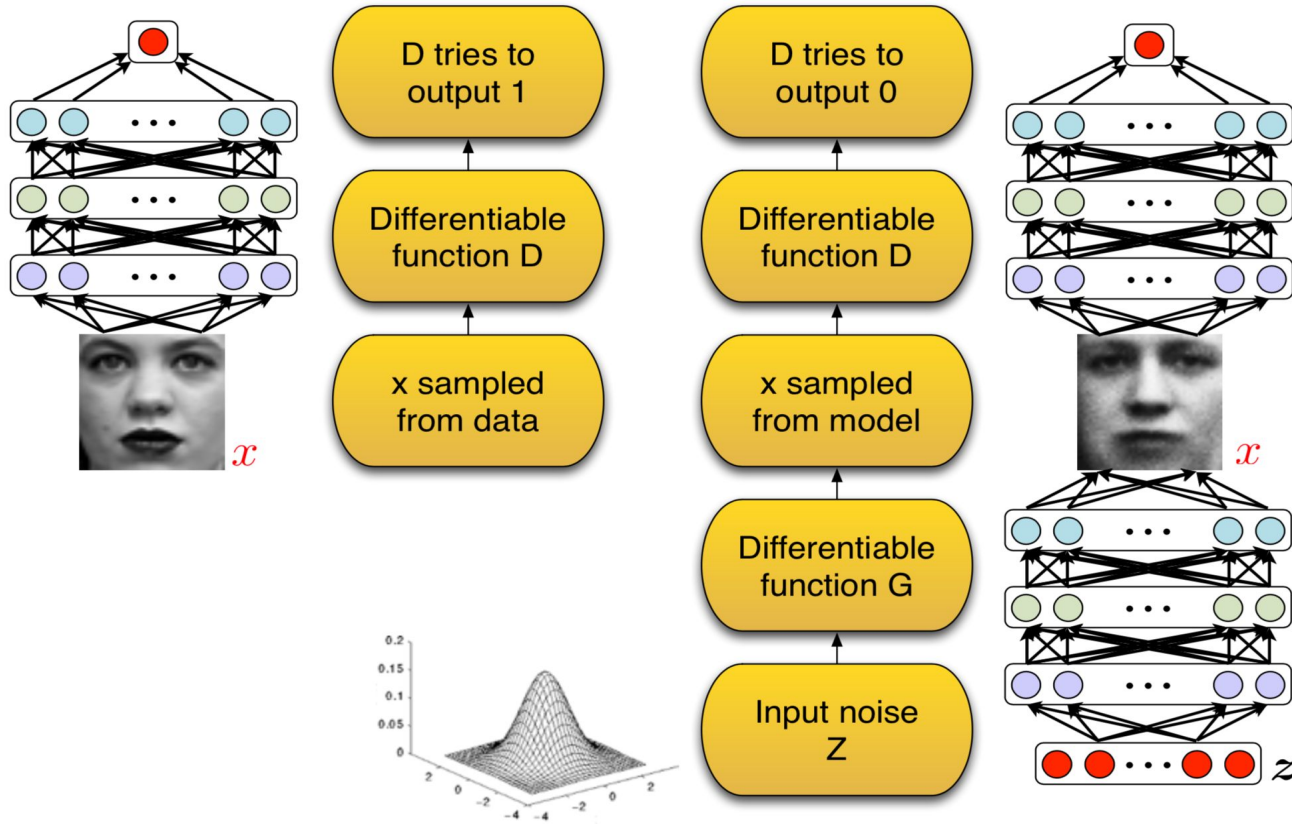 D tries to
output 1
D tries to
output 0
Differentiable
function D
Differentiable
function D
x sampled
from data
x sampled
from model
x
x
Differentiable
function G
Input noise
Z
z
0.2
0.15
0.1
0.05
0
2
0
-2
-4
-4
-2
0
2